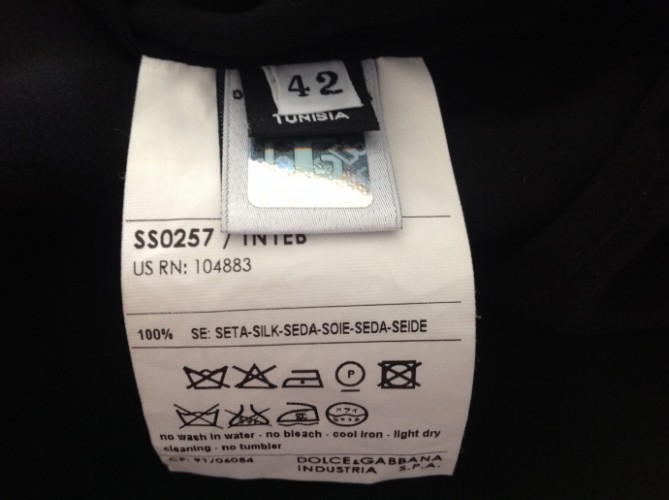 42
TUNISIA
SS0257 /
US RN: 104883
100% SE: SETA-SILK-SEDA-SOIE-SEDA-SEIDE
P
no wash in water - no bleach - cool iron - light dry
cleaning - no tumbler
DOLCE&GABBANA
INDUSTRIA S.P.A.